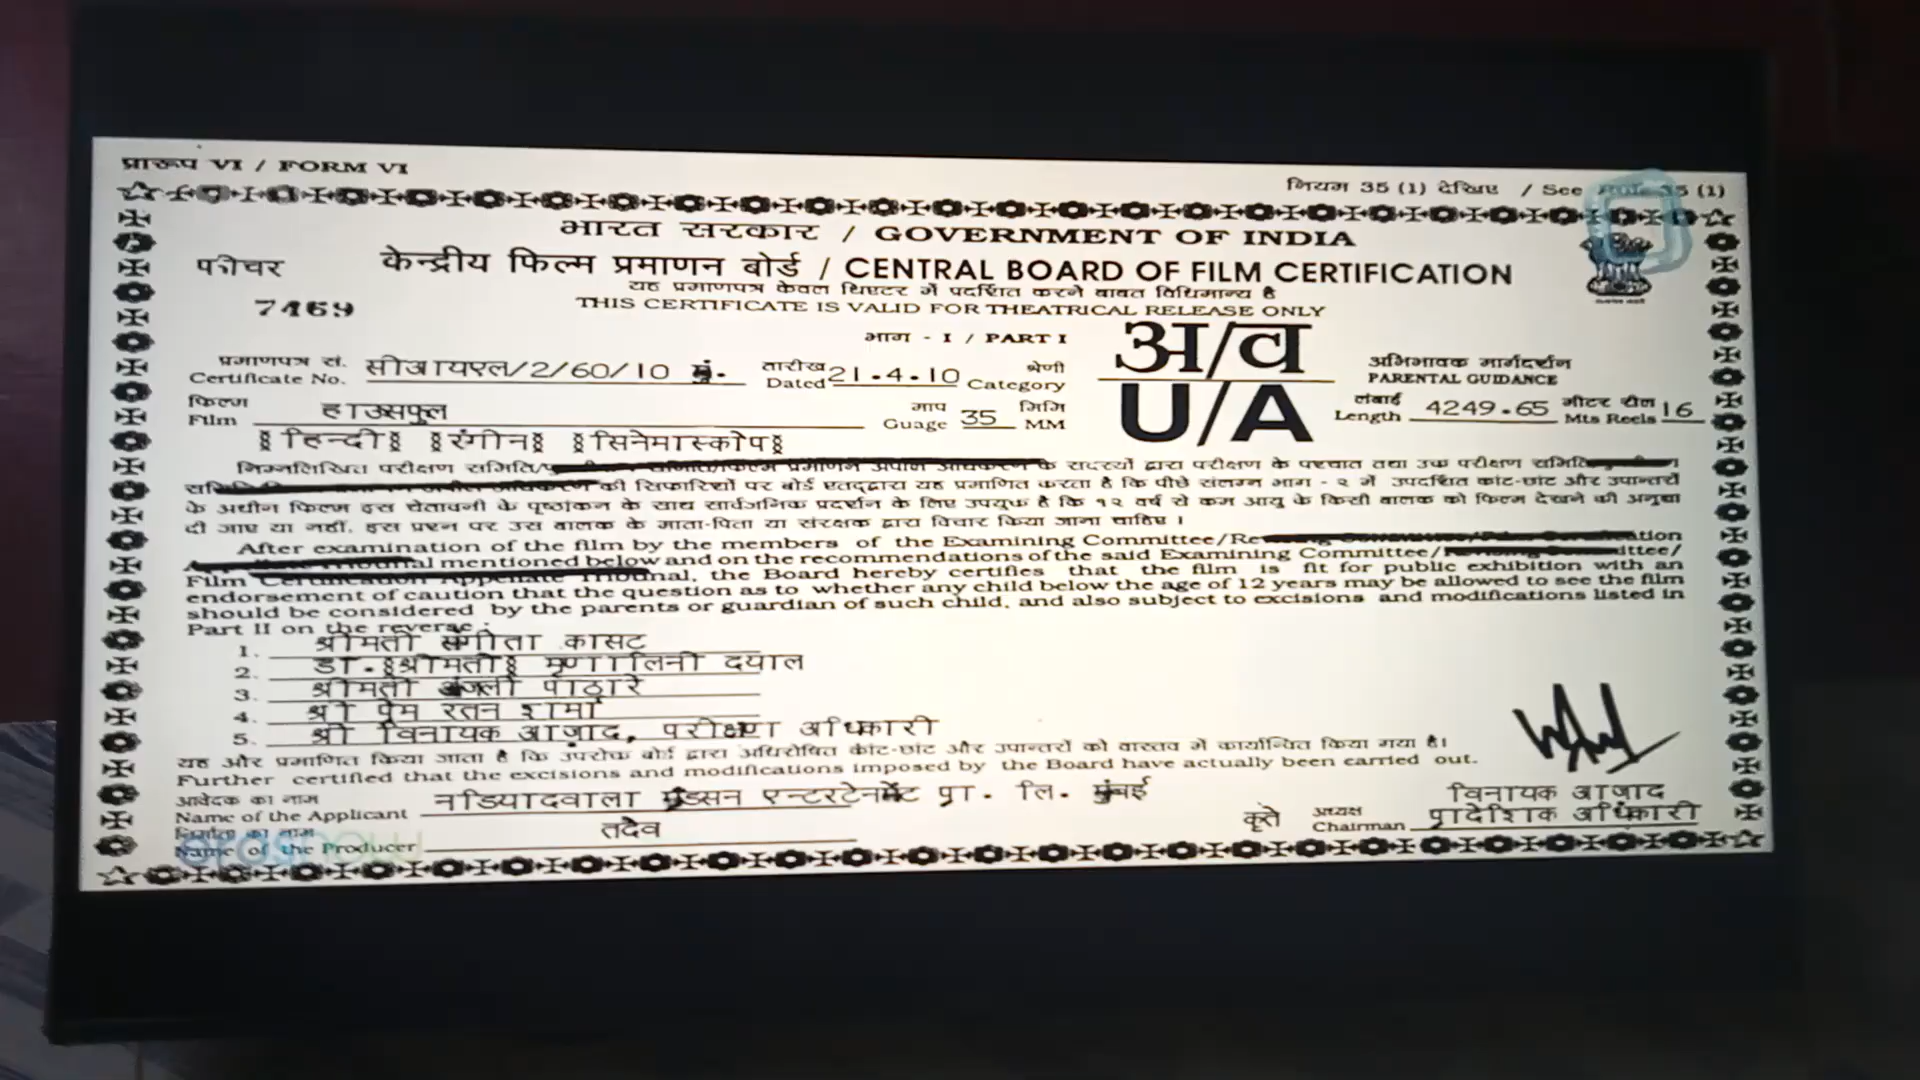 प्रारूप VI / FORM VI
नियम 35 (1) देखिए / See Rule 35 (1)
भारत सरकार / GOVERNMENT OF INDIA
फीचर
केन्द्रीय फिल्म प्रमाणन बोर्ड / CENTRAL BOARD OF FILM CERTIFICATION
यह प्रमाणपत्र केवल थिएटर में प्रदर्शित करने बाबत विधिमान्य है
7469
THIS CERTIFICATE IS VALID FOR THEATRICAL RELEASE ONLY
भाग - I / PART I
अ/व
प्रमाणपत्र सं. सीआयएल/2/60/10 मुं. तारीख 21.4.10 श्रेणी
Certificate No. Dated Category
अभिभावक मार्गदर्शन
PARENTAL GUIDANCE
U/A
फिल्म हाउसफुल माप 35 मिमि
Film Guage MM
लंबाई 4249.65 मीटर रील 16
Length Mts Reels
हिन्दी रंगीन सिनेमास्कोप
निम्नलिखित परीक्षण समिति/ के सदस्यों द्वारा परीक्षण के पश्चात तथा उक्त परीक्षण समिति
की सिफारिशों पर बोर्ड एतद्द्वारा यह प्रमाणित करता है कि पीछे संलग्न भाग - २ में उपदर्शित कांट-छांट और उपान्तरों
के अधीन फिल्म इस चेतावनी के पृष्ठांकन के साथ सार्वजनिक प्रदर्शन के लिए उपयुक्त है कि १२ वर्ष से कम आयु के किसी बालक को फिल्म देखने की अनुज्ञा
दी जाए या नहीं, इस प्रश्न पर उस बालक के माता-पिता या संरक्षक द्वारा विचार किया जाना चाहिए ।
After examination of the film by the members of the Examining Committee/
mentioned below and on the recommendations of the said Examining Committee/
Film Certification Appellate Tribunal, the Board hereby certifies that the film is fit for public exhibition with an
endorsement of caution that the question as to whether any child below the age of 12 years may be allowed to see the film
should be considered by the parents or guardian of such child, and also subject to excisions and modifications listed in
Part II on the reverse :
1. श्रीमती संगीता कासट
2. डा. श्रीमती मृणालिनी दयाल
3. श्रीमती अंजली पाठारे
4. श्री प्रेम रतन शर्मा
5. श्री विनायक आज़ाद, परीक्षण अधिकारी
यह और प्रमाणित किया जाता है कि उपरोक्त बोर्ड द्वारा अधिरोपित कांट-छांट और उपान्तरों को वास्तव में कार्यान्वित किया गया है।
Further certified that the excisions and modifications imposed by the Board have actually been carried out.
आवेदक का नाम नडियादवाला ग्रंडसन एन्टरटेनमेंट प्रा. लि. मुंबई
Name of the Applicant
विनायक आज़ाद
कृते अध्यक्ष प्रादेशिक अधिकारी
Chairman
निर्माता का नाम तदैव
Name of the Producer